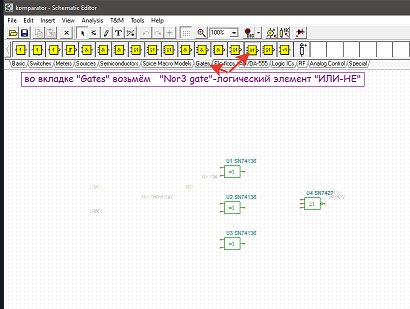 komparator - Schematic Editor
File Edit Insert View Analysis T&M Tools Help
100%
Basic Switches Meters Sources Semiconductors Spice Macro Models Gates Flip-flops AD/DA-555 Logic ICs RF Analog Control Special
во вкладке "Gates" возьмём "Nor3 gate"-логический элемент "ИЛИ-НЕ"
U1 SN74136
=1
U2 SN74136
=1
U4 SN7427
≥1
U3 SN74136
=1